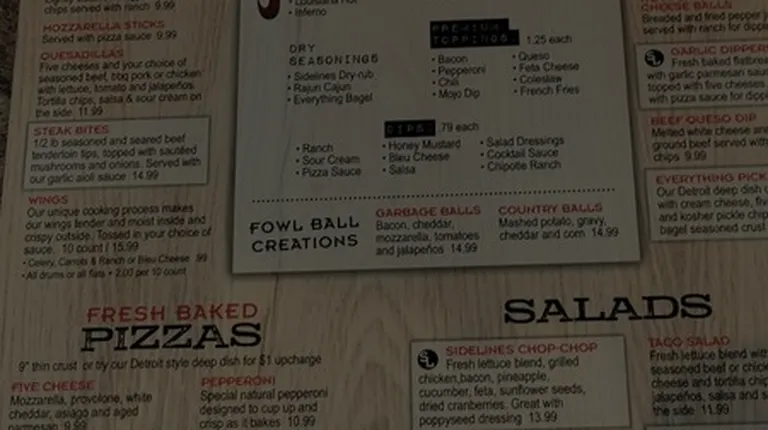 chips served with ranch 9.99
MOZZARELLA STICKS
Served with pizza sauce 9.99
QUESADILLAS
Five cheeses and your choice of
seasoned beef, bbq pork or chicken
with lettuce, tomato and jalapeños.
Tortilla chips, salsa & sour cream on
the side 11.99
STEAK BITES
1/2 lb seasoned and seared beef
tenderloin tips, topped with sautéed
mushrooms and onions. Served with
our garlic aioli sauce 14.99
WINGS
Our unique cooking process makes
our wings tender and moist inside and
crispy outside. Tossed in your choice of
sauce. 10 count / 15.99
• Celery, Carrots & Ranch or Bleu Cheese .99
• All drums or all flats • 2.00 per 10 count
• Inferno
DRY
SEASONINGS
• Sidelines Dry-rub
• Rajun Cajun
• Everything Bagel
PREMIUM
TOPPINGS 1.25 each
• Bacon
• Pepperoni
• Chili
• Mojo Dip
• Queso
• Feta Cheese
• Coleslaw
• French Fries
DIPS .79 each
• Ranch
• Sour Cream
• Pizza Sauce
• Honey Mustard
• Bleu Cheese
• Salsa
• Salad Dressings
• Cocktail Sauce
• Chipotle Ranch
FOWL BALL
CREATIONS
GARBAGE BALLS
Bacon, cheddar,
mozzarella, tomatoes
and jalapeños 14.99
COUNTRY BALLS
Mashed potato, gravy,
cheddar and corn 14.99
CHEESE BALLS
Breaded and fried pepper
served with ranch for
SL
GARLIC DIPPERS
Fresh baked
with garlic parmesan
topped with five cheeses
with pizza sauce for
BEEF QUESO DIP
Melted white cheese
ground beef served with
chips 9.99
EVERYTHING
Our Detroit deep dish
with cream cheese,
and kosher pickle
bagel seasoned crust
FRESH BAKED
PIZZAS
9" thin crust or try our Detroit style deep dish for $1 upcharge
FIVE CHEESE
Mozzarella, provolone, white
cheddar, asiago and aged
parmesan 9.99
PEPPERONI
Special natural pepperoni
designed to cup up and
crisp as it bakes 10.99
SALADS
SL
SIDELINES CHOP-CHOP
Fresh lettuce blend, grilled
chicken, bacon, pineapple,
cucumber, feta, sunflower seeds,
dried cranberries. Great with
poppyseed dressing 13.99
TACO SALAD
Fresh lettuce blend with
seasoned beef or
cheese and tortilla
jalapeños, salsa and
the side 11.99